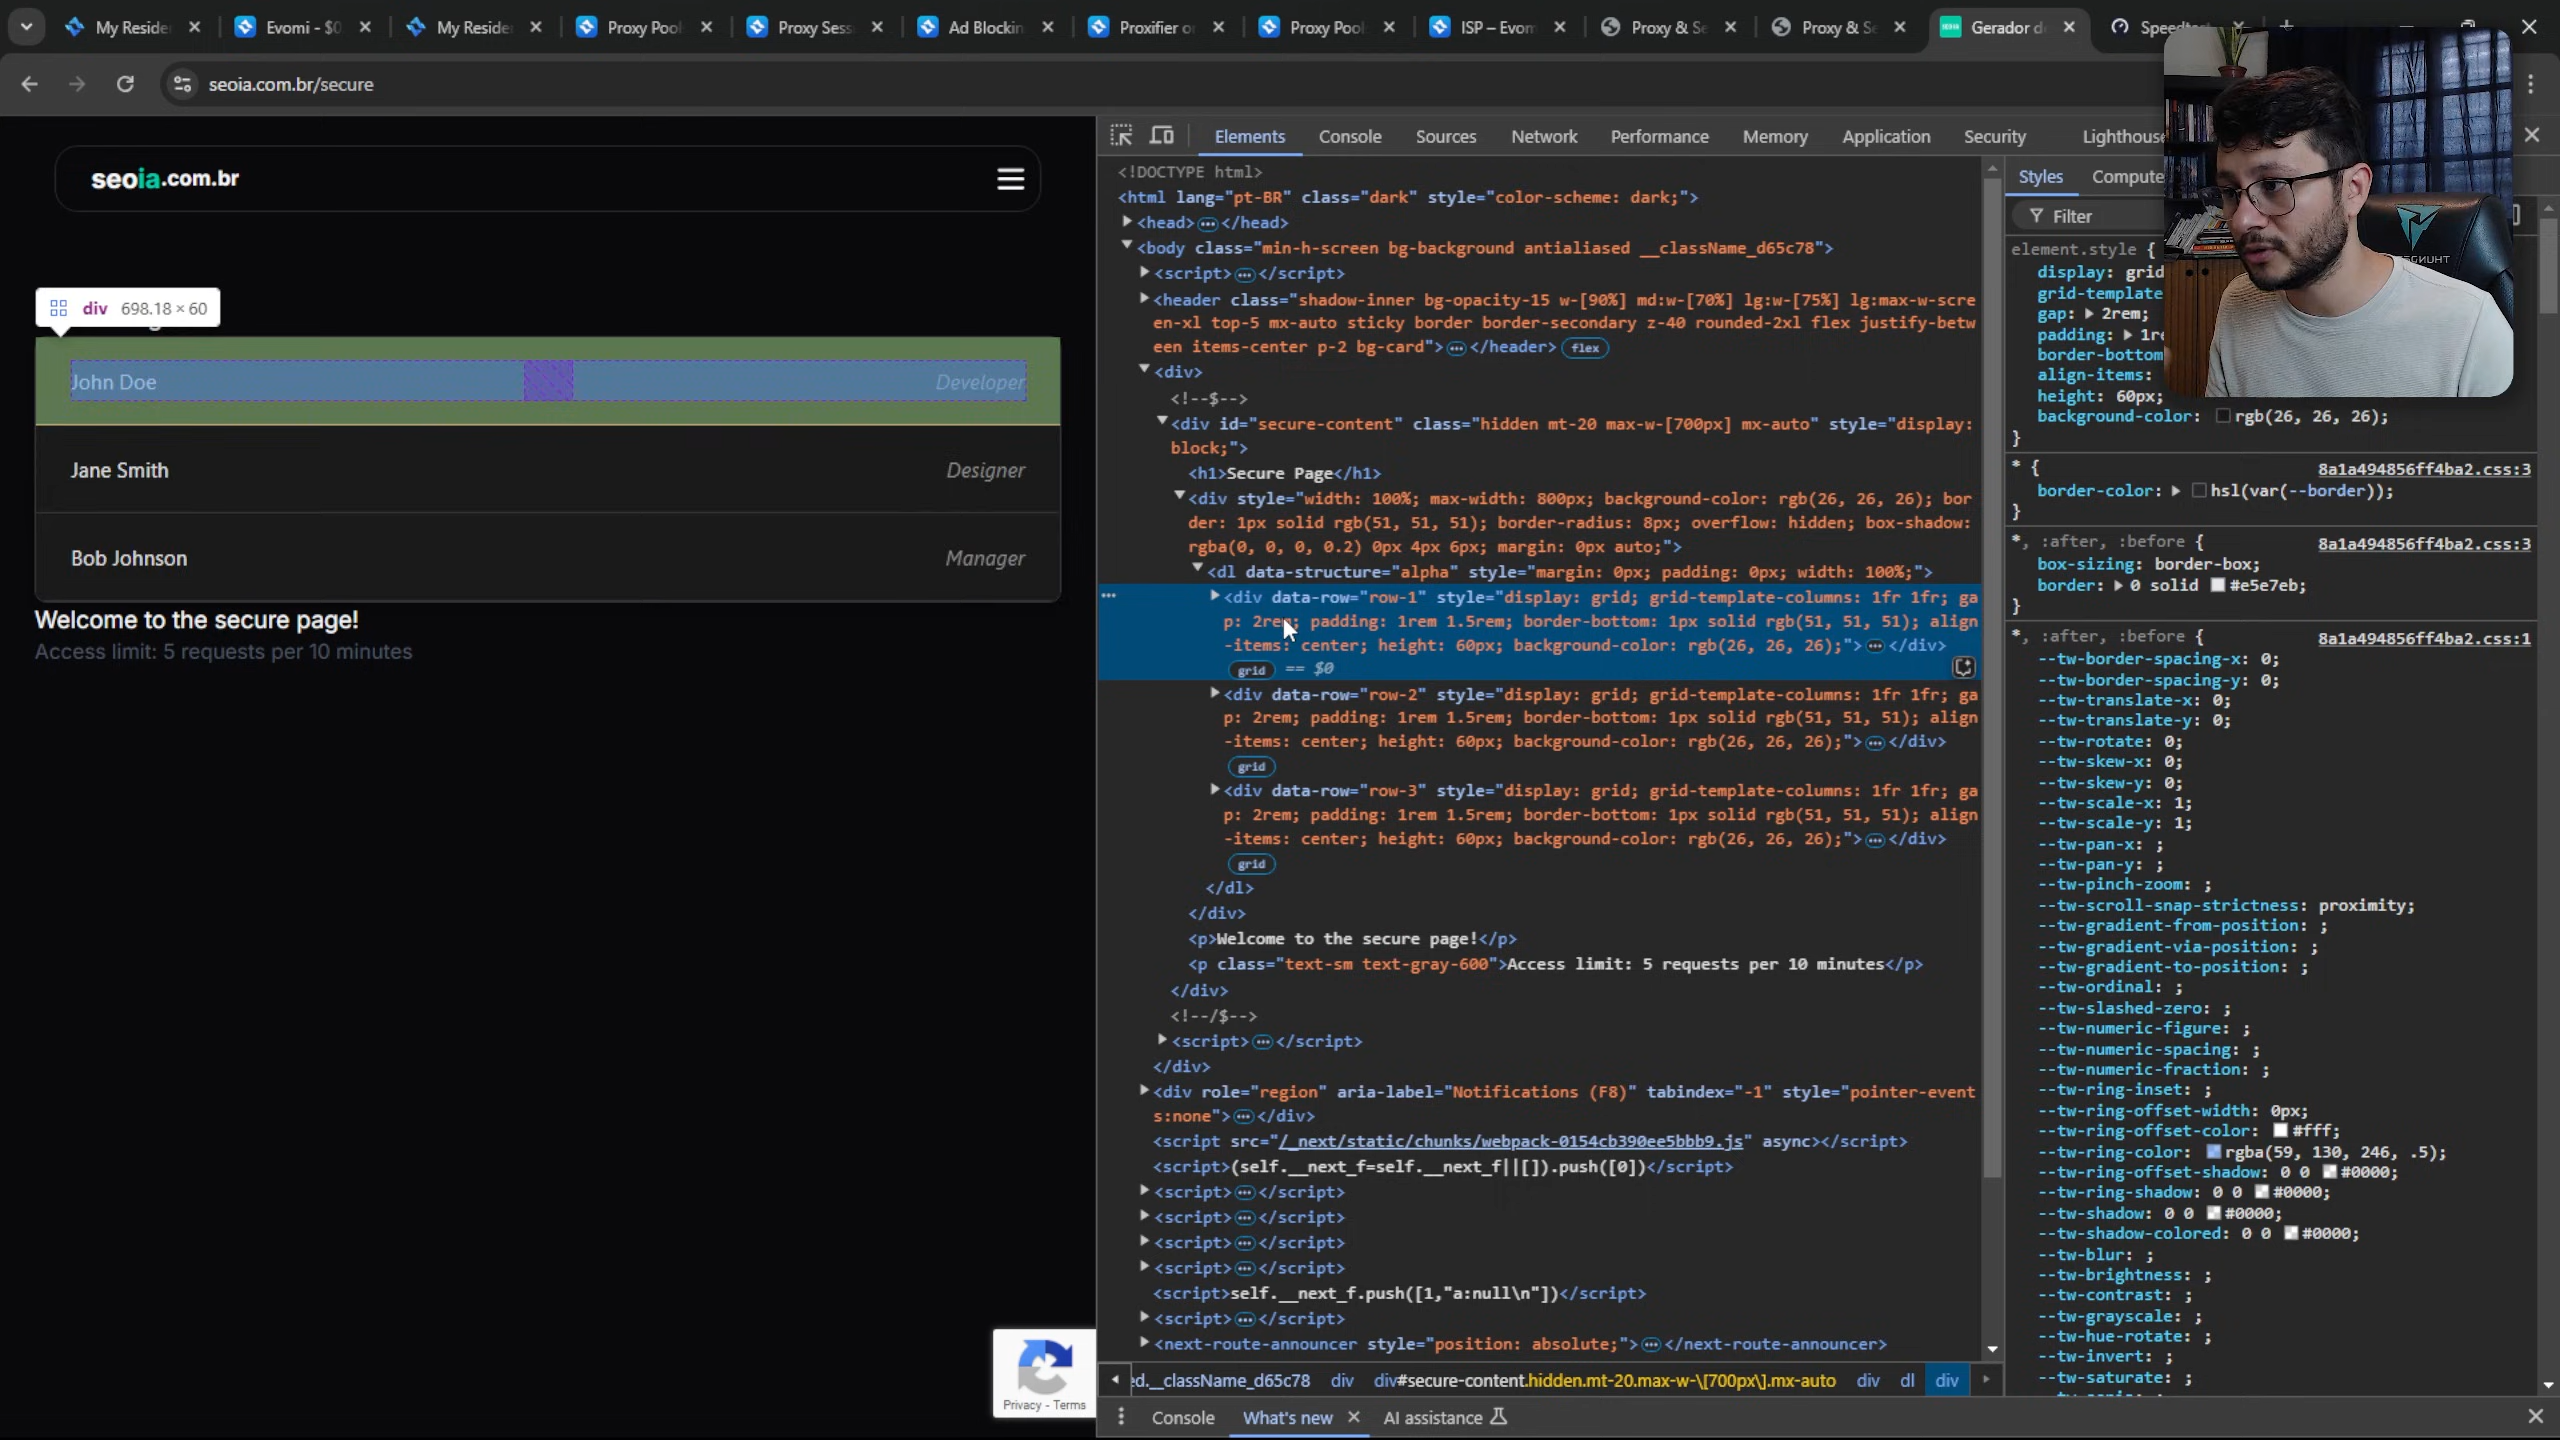 My Reside
Evomi - $0
My Reside
Proxy Pool
Proxy Sess
Ad Blockin
Proxifier o
Proxy Pool
ISP – Evom
Proxy & Se
Proxy & Se
Gerador de
Speedtest
seoia.com.br/secure
seoia.com.br
div 698.18 × 60
John Doe Developer
Jane Smith Designer
Bob Johnson Manager
Welcome to the secure page!
Access limit: 5 requests per 10 minutes
Privacy - Terms
Elements Console Sources Network Performance Memory Application Security Lighthouse
<!DOCTYPE html>
<html lang="pt-BR" class="dark" style="color-scheme: dark;">
<head> </head>
<body class="min-h-screen bg-background antialiased __className_d65c78">
<script> </script>
<header class="shadow-inner bg-opacity-15 w-[90%] md:w-[70%] lg:w-[75%] lg:max-w-scre
en-xl top-5 mx-auto sticky border border-secondary z-40 rounded-2xl flex justify-betw
een items-center p-2 bg-card"> </header> flex
<div>
<!--$-->
<div id="secure-content" class="hidden mt-20 max-w-[700px] mx-auto" style="display:
block;">
<h1>Secure Page</h1>
<div style="width: 100%; max-width: 800px; background-color: rgb(26, 26, 26); bor
der: 1px solid rgb(51, 51, 51); border-radius: 8px; overflow: hidden; box-shadow:
rgba(0, 0, 0, 0.2) 0px 4px 6px; margin: 0px auto;">
<dl data-structure="alpha" style="margin: 0px; padding: 0px; width: 100%;">
<div data-row="row-1" style="display: grid; grid-template-columns: 1fr 1fr; ga
p: 2rem; padding: 1rem 1.5rem; border-bottom: 1px solid rgb(51, 51, 51); align
-items: center; height: 60px; background-color: rgb(26, 26, 26);"> </div>
grid == $0
<div data-row="row-2" style="display: grid; grid-template-columns: 1fr 1fr; ga
p: 2rem; padding: 1rem 1.5rem; border-bottom: 1px solid rgb(51, 51, 51); align
-items: center; height: 60px; background-color: rgb(26, 26, 26);"> </div>
grid
<div data-row="row-3" style="display: grid; grid-template-columns: 1fr 1fr; ga
p: 2rem; padding: 1rem 1.5rem; border-bottom: 1px solid rgb(51, 51, 51); align
-items: center; height: 60px; background-color: rgb(26, 26, 26);"> </div>
grid
</dl>
</div>
<p>Welcome to the secure page!</p>
<p class="text-sm text-gray-600">Access limit: 5 requests per 10 minutes</p>
</div>
<!--/$-->
<script> </script>
</div>
<div role="region" aria-label="Notifications (F8)" tabindex="-1" style="pointer-event
s:none"> </div>
<script src="/_next/static/chunks/webpack-0154cb390ee5bbb9.js" async></script>
<script>(self.__next_f=self.__next_f||[]).push([0])</script>
<script> </script>
<script> </script>
<script> </script>
<script> </script>
<script>self.__next_f.push([1,"a:null\n"])</script>
<script> </script>
<next-route-announcer style="position: absolute;"> </next-route-announcer>
ed.__className_d65c78 div div#secure-content.hidden.mt-20.max-w-\[700px\].mx-auto div dl div
Console What's new AI assistance
Styles Compute
Filter
element.style {
display: grid
grid-template
gap: 2rem;
padding: 1re
border-bottom
align-items:
height: 60px;
background-color: rgb(26, 26, 26);
}
* { 8a1a494856ff4ba2.css:3
border-color: hsl(var(--border));
}
*, :after, :before { 8a1a494856ff4ba2.css:3
box-sizing: border-box;
border: 0 solid #e5e7eb;
}
*, :after, :before { 8a1a494856ff4ba2.css:1
--tw-border-spacing-x: 0;
--tw-border-spacing-y: 0;
--tw-translate-x: 0;
--tw-translate-y: 0;
--tw-rotate: 0;
--tw-skew-x: 0;
--tw-skew-y: 0;
--tw-scale-x: 1;
--tw-scale-y: 1;
--tw-pan-x: ;
--tw-pan-y: ;
--tw-pinch-zoom: ;
--tw-scroll-snap-strictness: proximity;
--tw-gradient-from-position: ;
--tw-gradient-via-position: ;
--tw-gradient-to-position: ;
--tw-ordinal: ;
--tw-slashed-zero: ;
--tw-numeric-figure: ;
--tw-numeric-spacing: ;
--tw-numeric-fraction: ;
--tw-ring-inset: ;
--tw-ring-offset-width: 0px;
--tw-ring-offset-color: #fff;
--tw-ring-color: rgba(59, 130, 246, .5);
--tw-ring-offset-shadow: 0 0 #0000;
--tw-ring-shadow: 0 0 #0000;
--tw-shadow: 0 0 #0000;
--tw-shadow-colored: 0 0 #0000;
--tw-blur: ;
--tw-brightness: ;
--tw-contrast: ;
--tw-grayscale: ;
--tw-hue-rotate: ;
--tw-invert: ;
--tw-saturate: ;